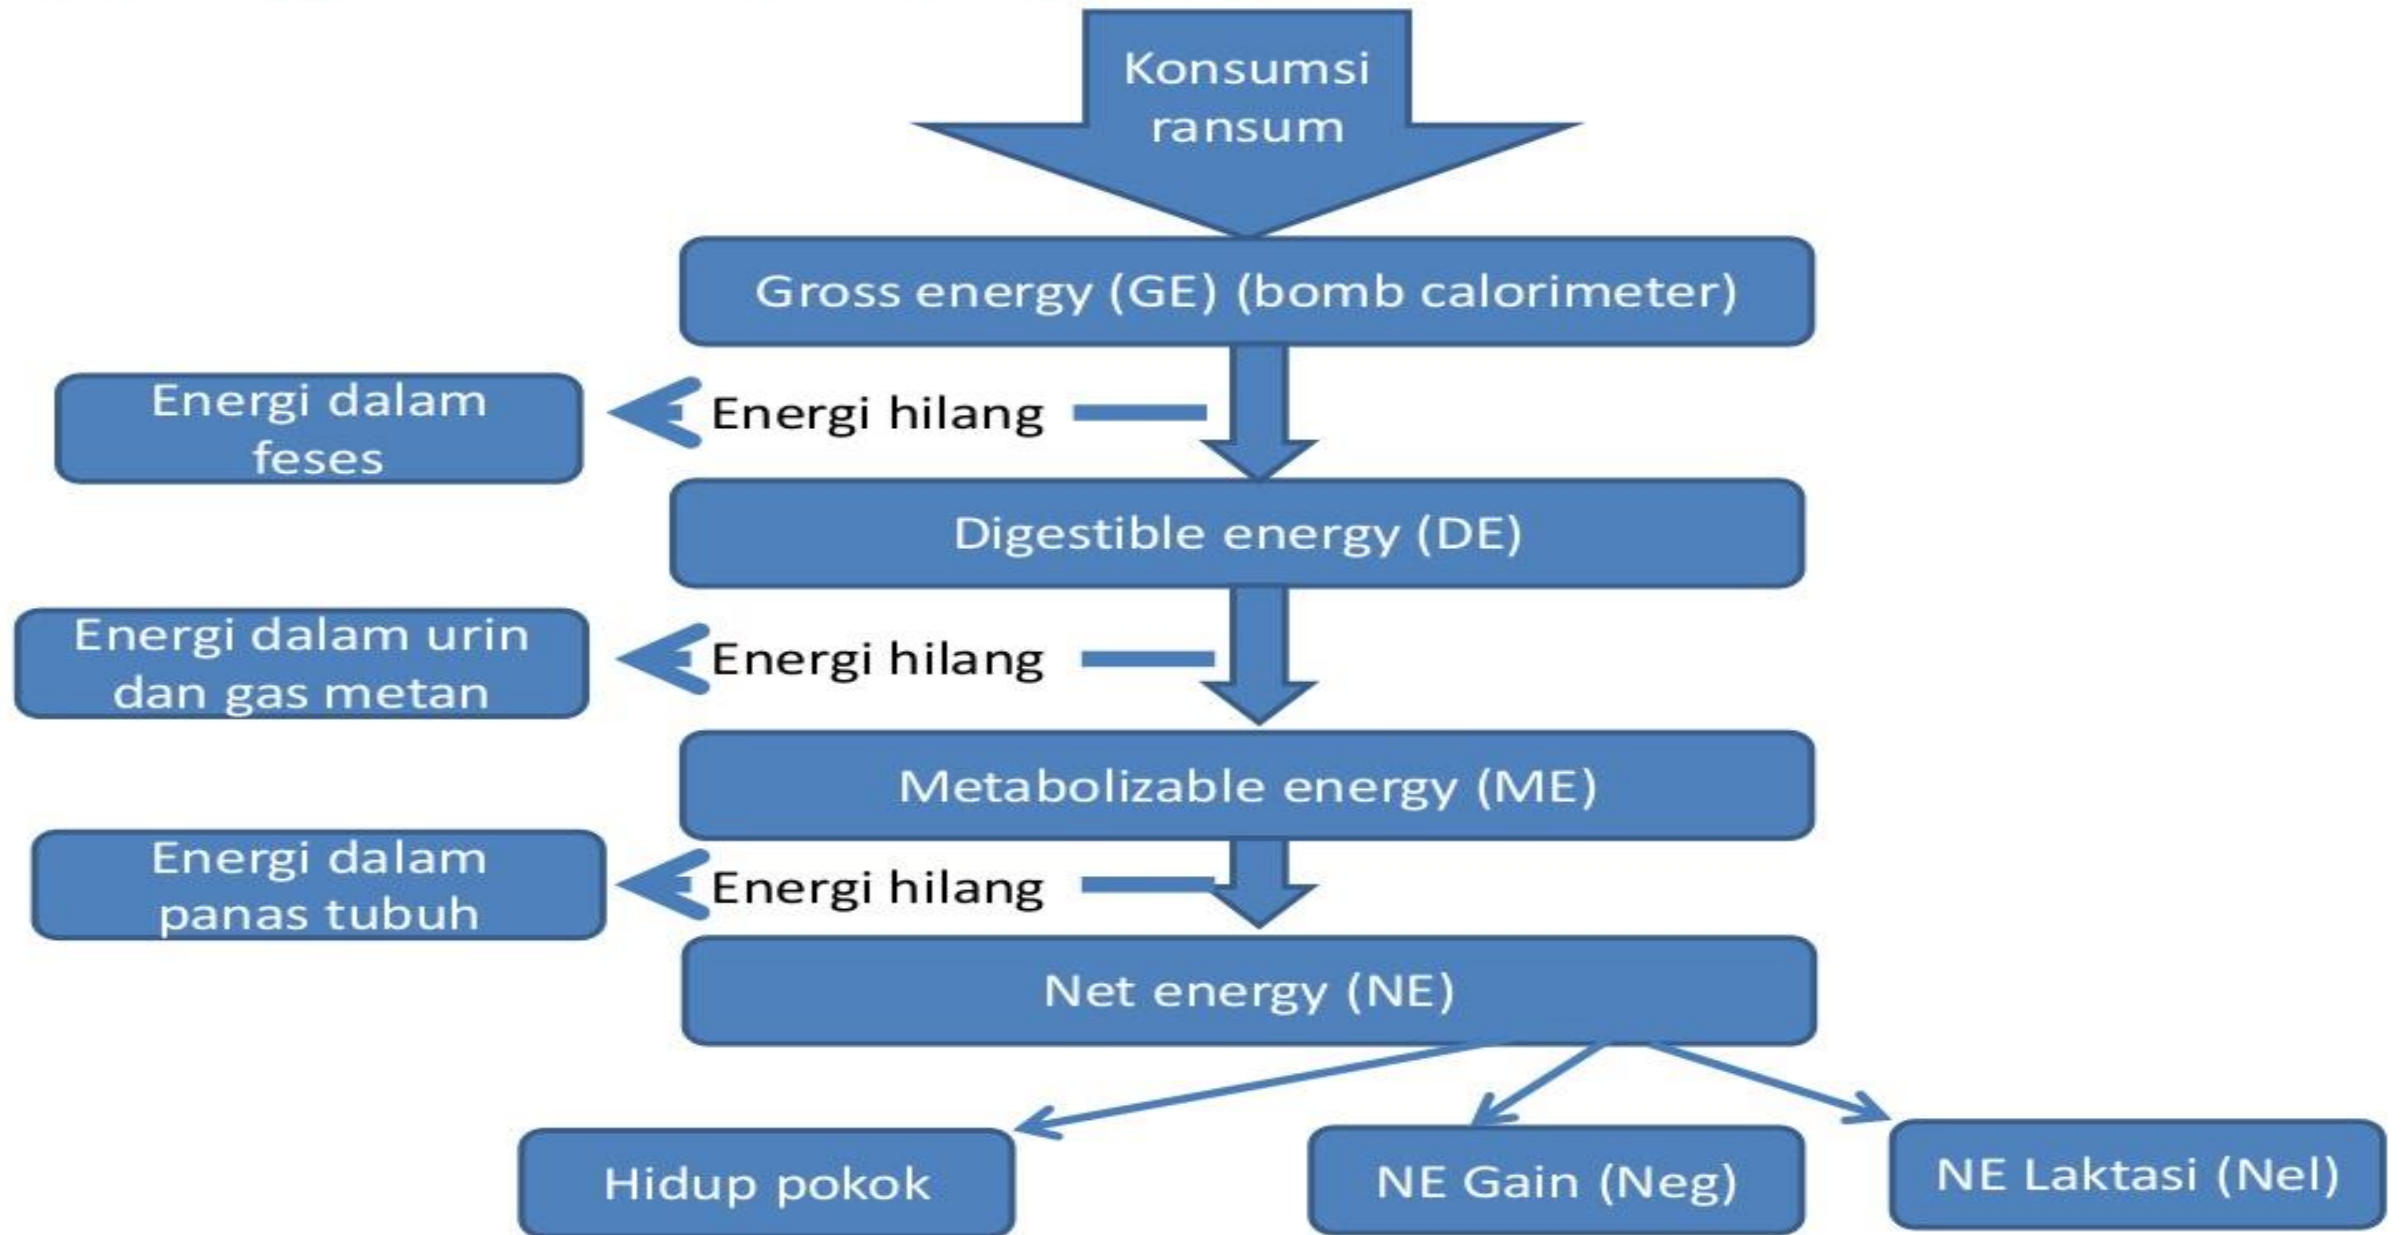 Konsumsi
ransum
Gross energy (GE) (bomb calorimeter)
Energi dalam
feses
Energi hilang
Digestible energy (DE)
Energi dalam urin
dan gas metan
Energi hilang
Metabolizable energy (ME)
Energi dalam
panas tubuh
Energi hilang
Net energy (NE)
Hidup pokok
NE Gain (Neg)
NE Laktasi (Nel)